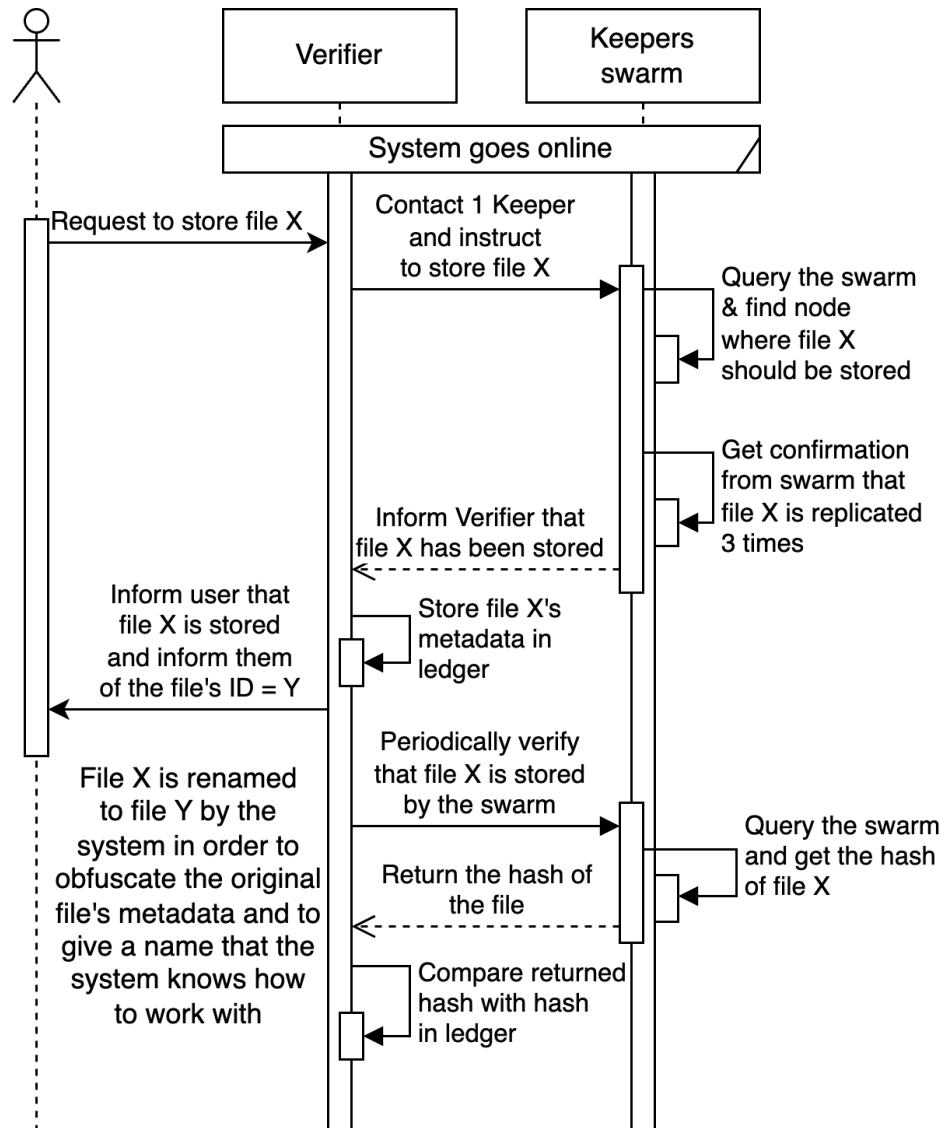 Verifier
Keepers
swarm
System goes online
Request to store file X
Contact 1 Keeper
and instruct
to store file X
Query the swarm
& find node
where file X
should be stored
Get confirmation
from swarm that
file X is replicated
3 times
Inform Verifier that
file X has been stored
Store file X's
metadata in
ledger
Inform user that
file X is stored
and inform them
of the file's ID = Y
Periodically verify
that file X is stored
by the swarm
File X is renamed
to file Y by the
system in order to
obfuscate the original
file's metadata and to
give a name that the
system knows how
to work with
Query the swarm
and get the hash
of file X
Return the hash of
the file
Compare returned
hash with hash
in ledger